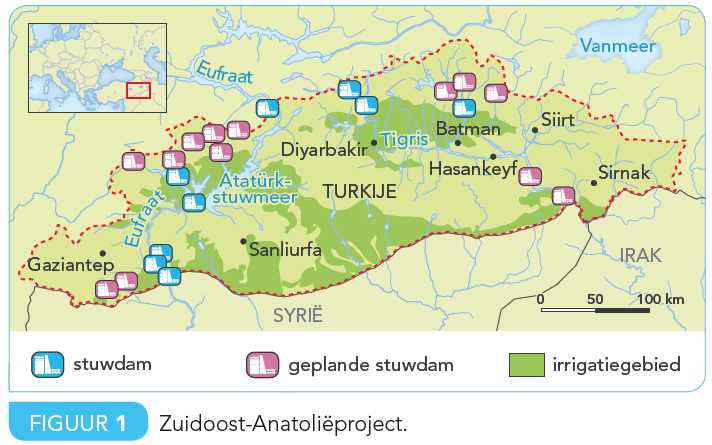 Vanmeer
Eufraat
Siirt
Batman
Tigris
Diyarbakir
Hasankeyf
Sirnak
Atatürk-
stuwmeer
TURKIJE
Eufraat
Sanliurfa
Gaziantep
IRAK
SYRIË
0 50 100 km
stuwdam
geplande stuwdam
irrigatiegebied
FIGUUR 1 Zuidoost-Anatoliëproject.